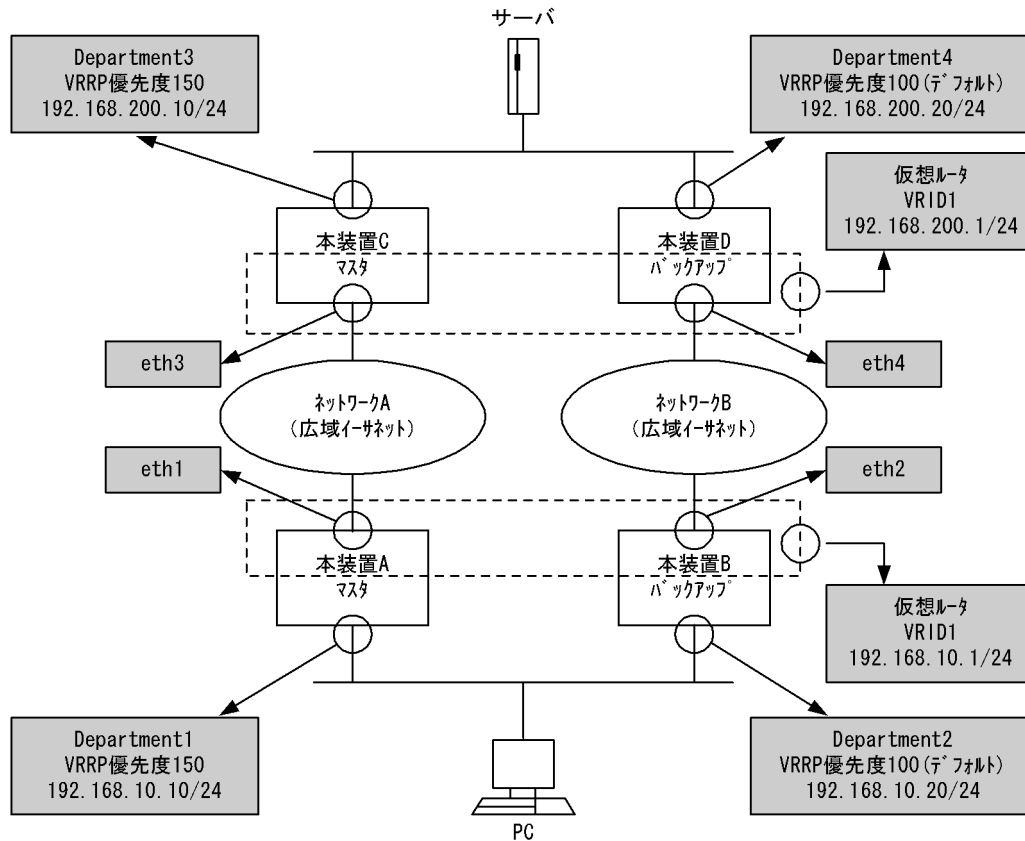 サーバ
Department3
VRRP優先度150
192.168.200.10/24
Department4
VRRP優先度100(ﾃﾞﾌｫﾙﾄ)
192.168.200.20/24
仮想ﾙｰﾀ
VRID1
192.168.200.1/24
本装置C
ﾏｽﾀ
本装置D
ﾊﾞｯｸｱｯﾌﾟ
eth3
eth4
ﾈｯﾄﾜｰｸA
(広域ｲｰｻﾈｯﾄ)
ﾈｯﾄﾜｰｸB
(広域ｲｰｻﾈｯﾄ)
eth1
eth2
本装置A
ﾏｽﾀ
本装置B
ﾊﾞｯｸｱｯﾌﾟ
仮想ﾙｰﾀ
VRID1
192.168.10.1/24
Department1
VRRP優先度150
192.168.10.10/24
Department2
VRRP優先度100(ﾃﾞﾌｫﾙﾄ)
192.168.10.20/24
PC